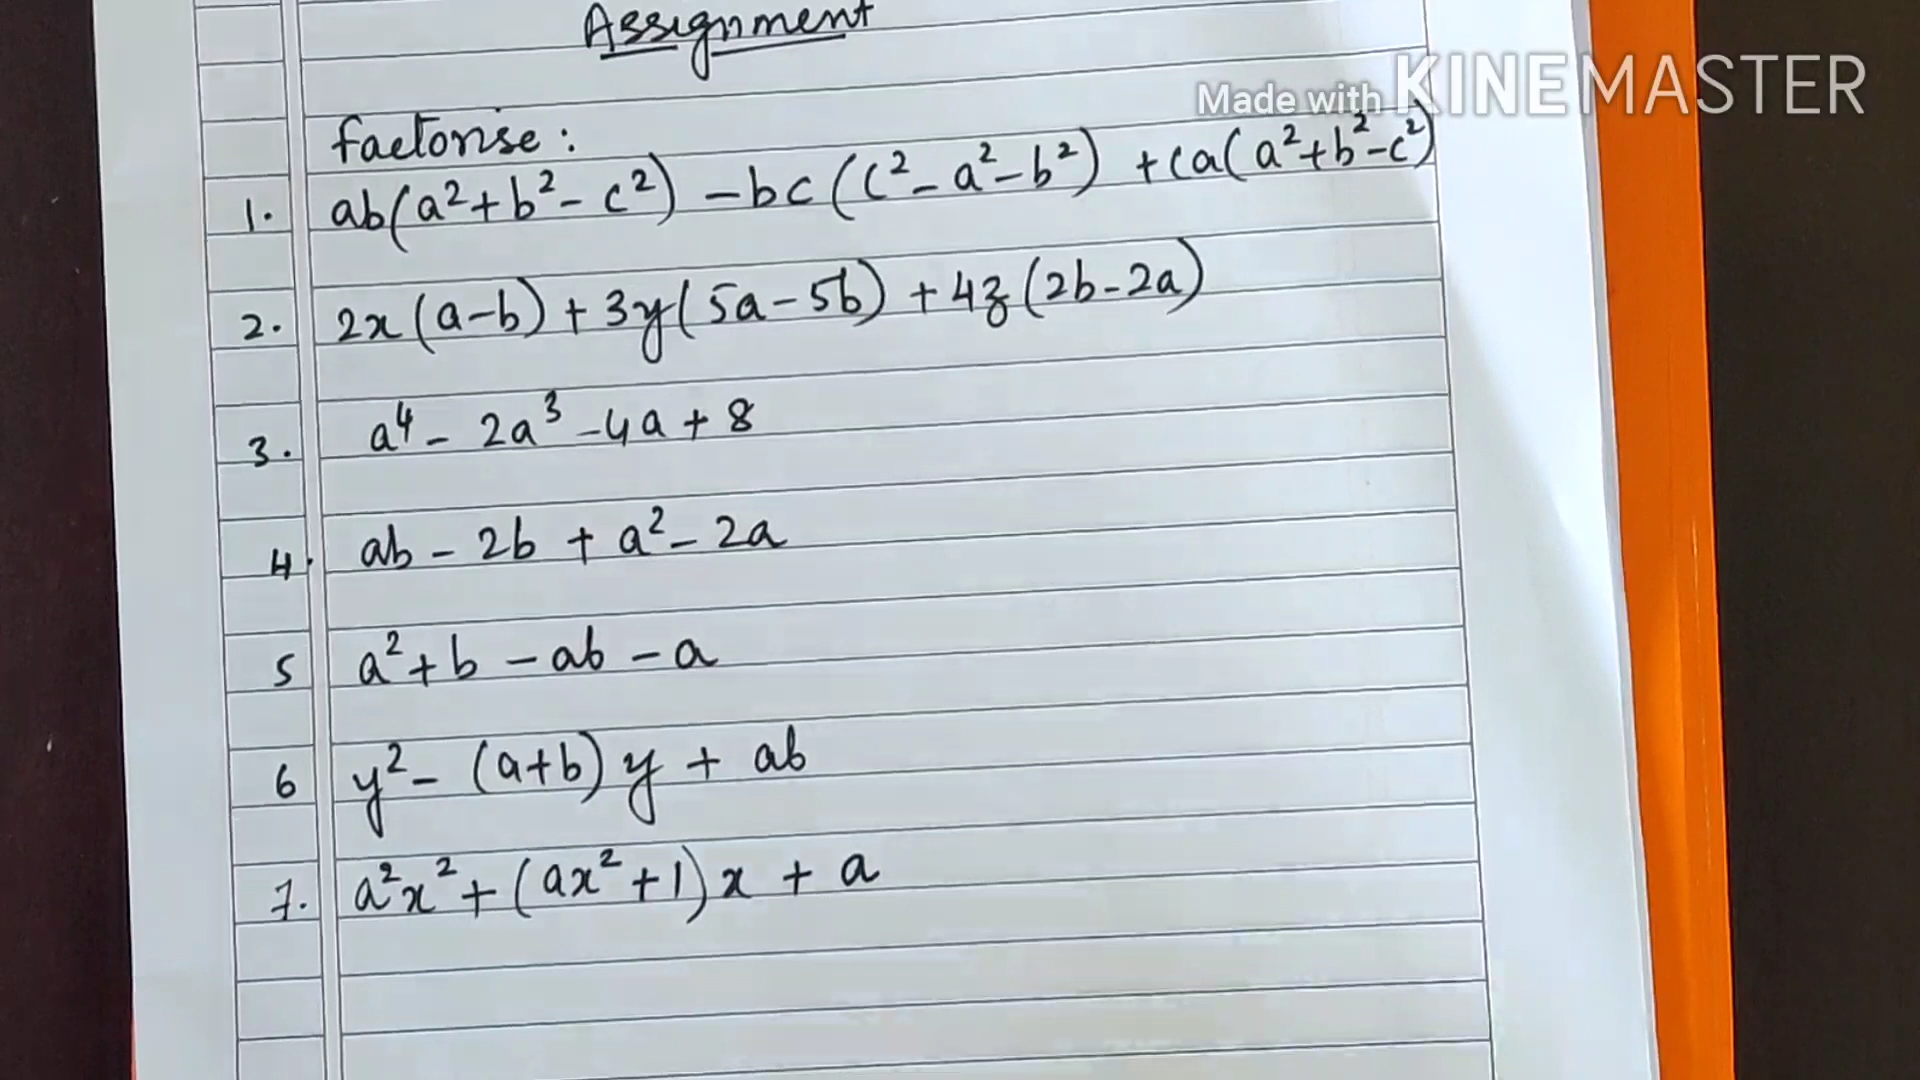 Assignment
Made with KINEMASTER
factorise :
1. ab(a²+b²-c²) -bc(c²-a²-b²) +ca(a²+b²-c²)
2. 2x(a-b)+3y(5a-5b)+4z(2b-2a)
3. a⁴-2a³-4a+8
4. ab-2b+a²-2a
5 a²+b-ab-a
6 y²-(a+b)y+ab
7. a²x²+(ax²+1)x+a